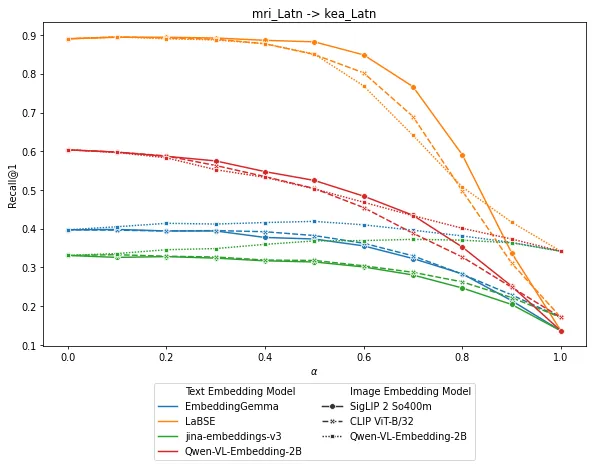 mri_Latn -> kea_Latn
Recall@1
0.9
0.8
0.7
0.6
0.5
0.4
0.3
0.2
0.1
0.0
0.2
0.4
0.6
0.8
1.0
α
Text Embedding Model
EmbeddingGemma
LaBSE
jina-embeddings-v3
Qwen-VL-Embedding-2B
Image Embedding Model
SigLIP 2 So400m
CLIP ViT-B/32
Qwen-VL-Embedding-2B